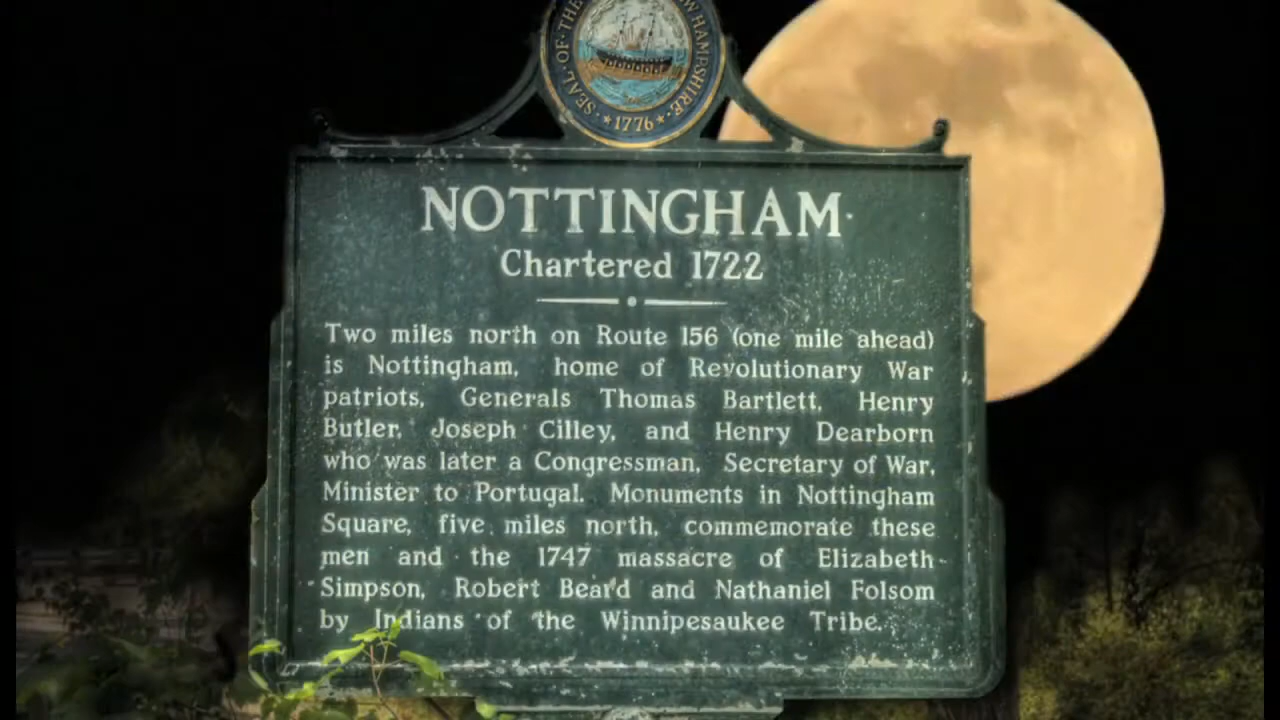 SEAL · OF · THE
W HAMPSHIRE ·
★ 1776 ★
NOTTINGHAM
Chartered 1722
Two miles north on Route 156 (one mile ahead)
is Nottingham, home of Revolutionary War
patriots, Generals Thomas Bartlett, Henry
Butler, Joseph Cilley, and Henry Dearborn
who was later a Congressman, Secretary of War,
Minister to Portugal. Monuments in Nottingham
Square, five miles north, commemorate these
men and the 1747 massacre of Elizabeth
Simpson, Robert Beard and Nathaniel Folsom
by Indians of the Winnipesaukee Tribe.